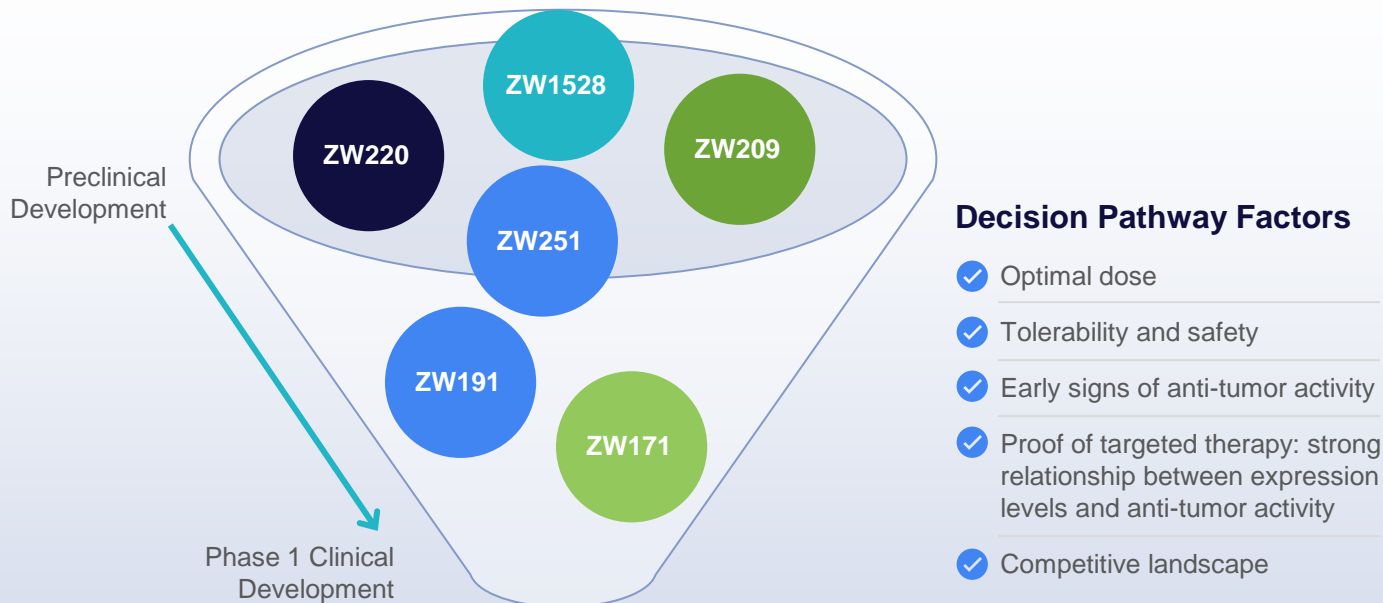 ZW1528
ZW220
ZW209
ZW251
ZW191
ZW171
Preclinical
Development
Phase 1 Clinical
Development
Decision Pathway Factors
Optimal dose
Tolerability and safety
Early signs of anti-tumor activity
Proof of targeted therapy: strong
relationship between expression
levels and anti-tumor activity
Competitive landscape